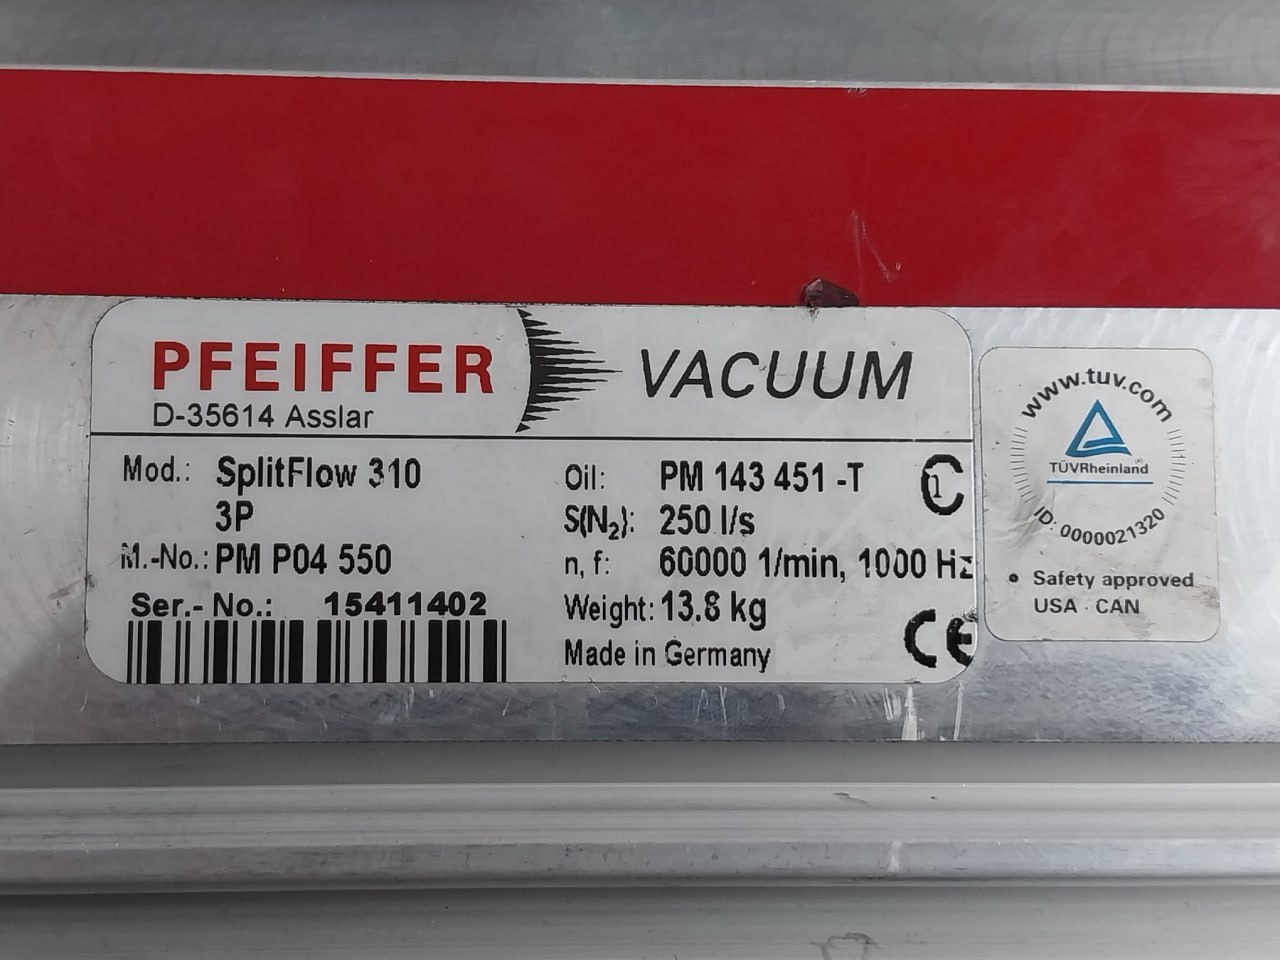 PFEIFFER VACUUM
D-35614 Asslar
Mod.: SplitFlow 310
3P
M.-No.: PM P04 550
Ser.- No.: 15411402
Oil: PM 143 451 -T
S(N₂): 250 l/s
n, f: 60000 1/min, 1000 Hz
Weight: 13.8 kg
Made in Germany
C
1
CE
www.tuv.com
TÜVRheinland®
ID: 0000021320
• Safety approved
USA · CAN